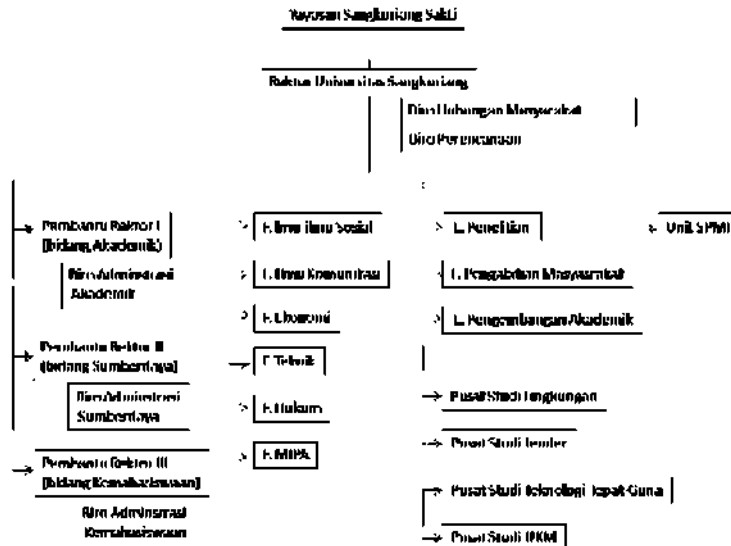 Yayasan Sangkuriang Sakti
Rektor Universitas Sangkuriang
Biro Hubungan Masyarakat
Biro Perencanaan
Pembantu Rektor I
(bidang Akademik)
Biro Administrasi
Akademik
Pembantu Rektor II
(bidang Sumberdaya)
Biro Administrasi
Sumberdaya
Pembantu Rektor III
(bidang Kemahasiswaan)
Biro Administrasi
Kemahasiswaan
F. Ilmu ilmu Sosial
F. Ilmu Komunikasi
F. Ekonomi
F. Teknik
F. Hukum
F. MIPA
L. Penelitian
L. Pengabdian Masyarakat
L. Pengembangan Akademik
Pusat Studi Lingkungan
Pusat Studi Jender
Pusat Studi Teknologi Tepat Guna
Pusat Studi
Unit SPMI